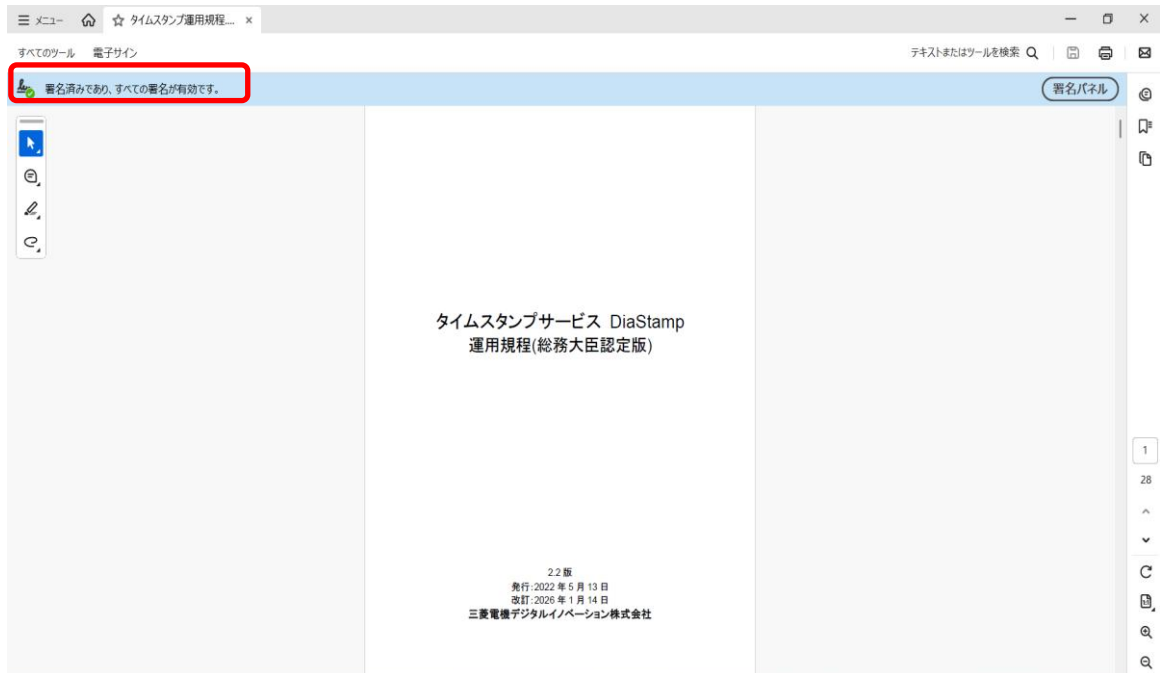 メニュー
タイムスタンプ運用規程...
すべてのツール 電子サイン
テキストまたはツールを検索
署名済みであり、すべての署名が有効です。
署名パネル
タイムスタンプサービス DiaStamp
運用規程(総務大臣認定版)
1
28
2.2 版
発行:2022 年 5 月 13 日
改訂:2026 年 1 月 14 日
三菱電機デジタルイノベーション株式会社